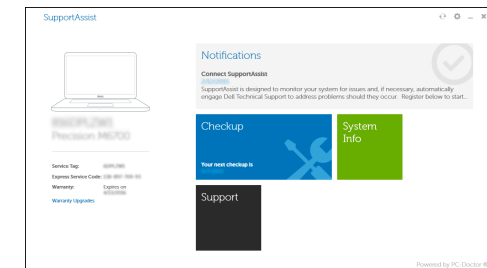 SupportAssist
Notifications
Connect SupportAssist
SupportAssist is designed to monitor your system for issues and, if necessary, automatically
engage Dell Technical Support to address problems should they occur. Register below to start...
Precision M6700
Service Tag:
Express Service Code:
Warranty: Expires on
Warranty Upgrades
Checkup
Your next checkup is
System
Info
Support
Powered by PC-Doctor ®